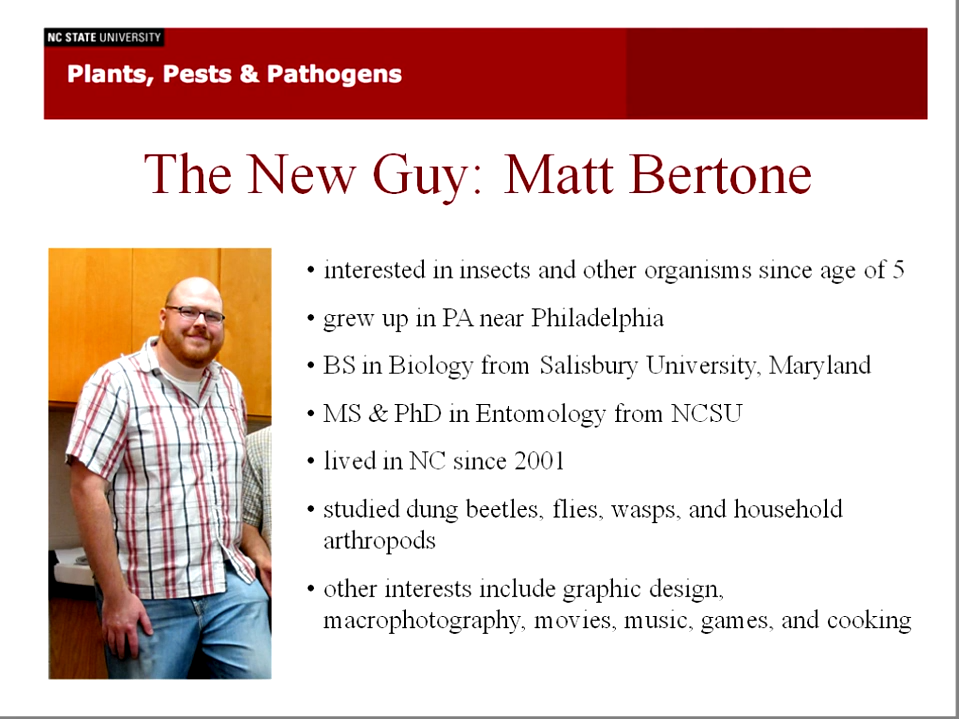 NC STATE UNIVERSITY
Plants, Pests & Pathogens
The New Guy: Matt Bertone
• interested in insects and other organisms since age of 5
• grew up in PA near Philadelphia
• BS in Biology from Salisbury University, Maryland
• MS & PhD in Entomology from NCSU
• lived in NC since 2001
• studied dung beetles, flies, wasps, and household
arthropods
• other interests include graphic design,
macrophotography, movies, music, games, and cooking